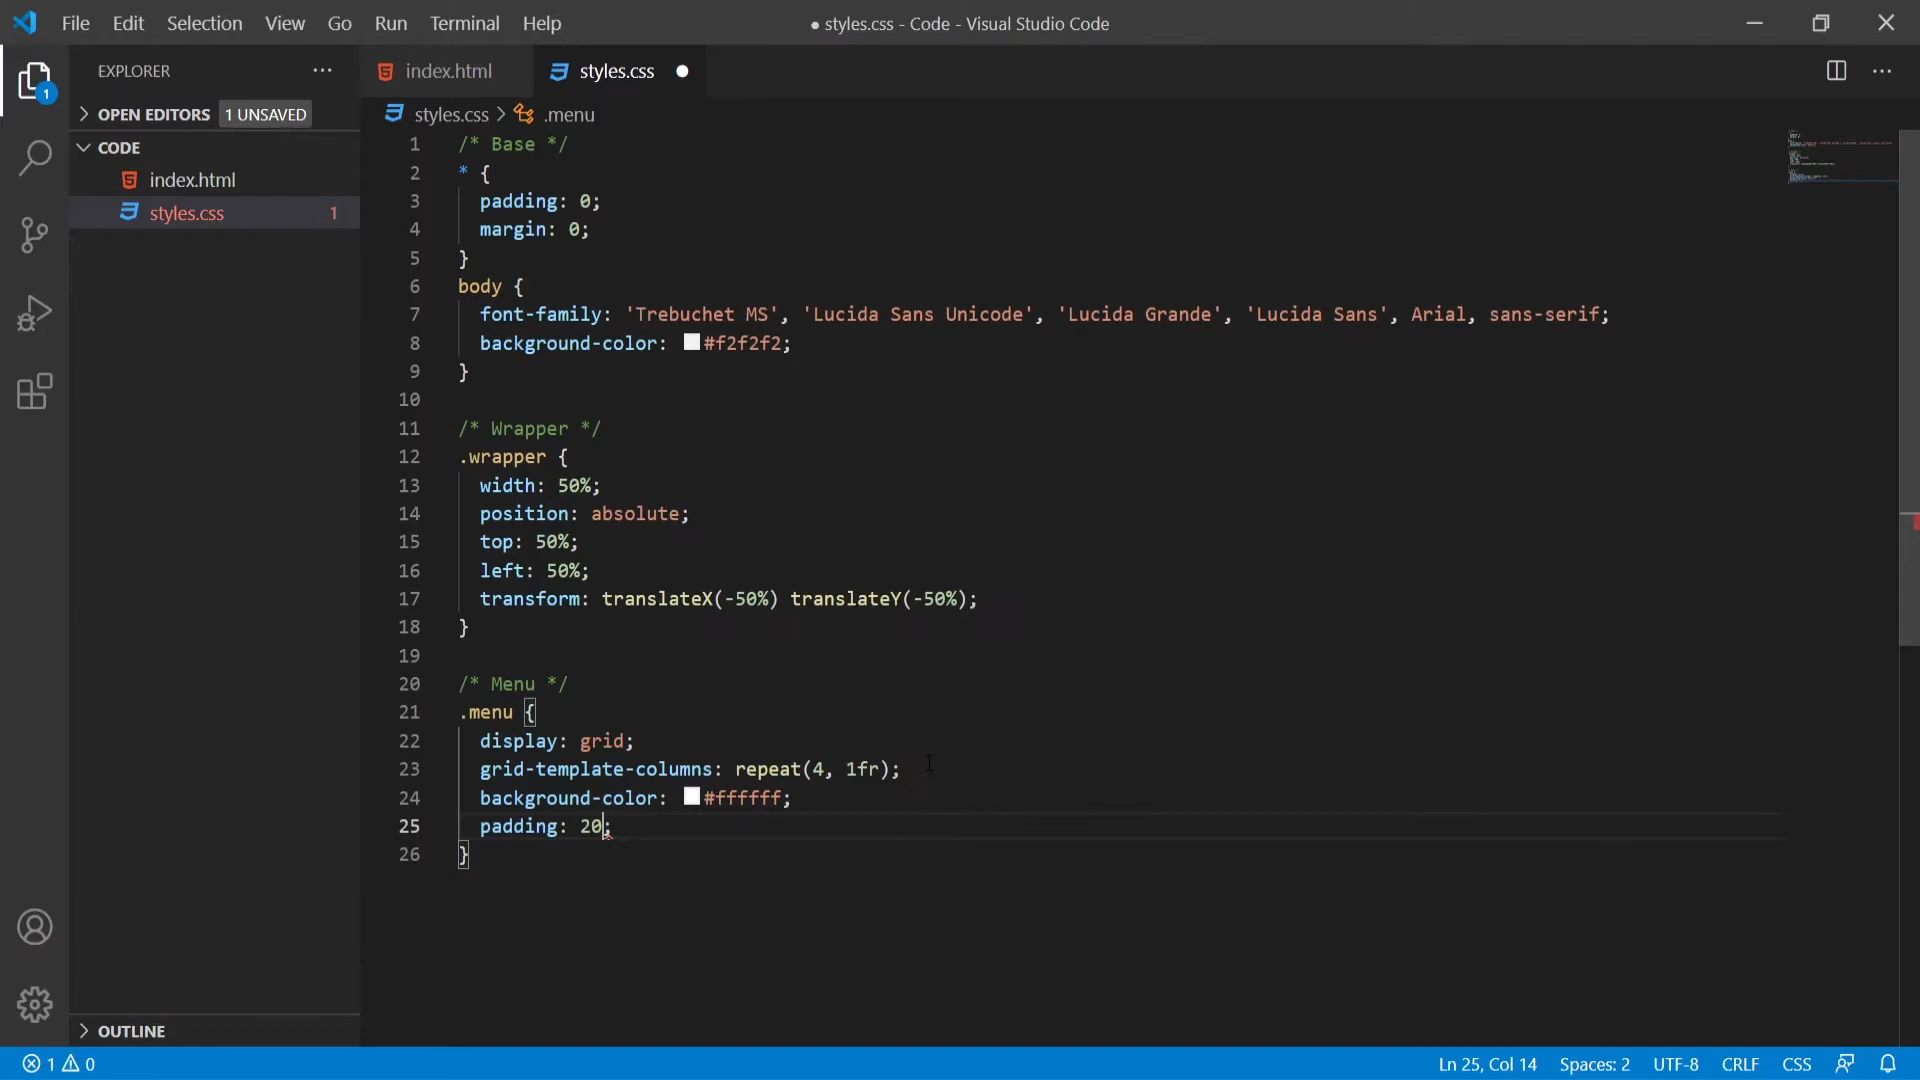 File Edit Selection View Go Run Terminal Help
● styles.css - Code - Visual Studio Code
EXPLORER
1
OPEN EDITORS 1 UNSAVED
CODE
index.html
styles.css 1
OUTLINE
index.html
styles.css
styles.css > .menu
1 /* Base */
2 * {
3 padding: 0;
4 margin: 0;
5 }
6 body {
7 font-family: 'Trebuchet MS', 'Lucida Sans Unicode', 'Lucida Grande', 'Lucida Sans', Arial, sans-serif;
8 background-color: #f2f2f2;
9 }
10
11 /* Wrapper */
12 .wrapper {
13 width: 50%;
14 position: absolute;
15 top: 50%;
16 left: 50%;
17 transform: translateX(-50%) translateY(-50%);
18 }
19
20 /* Menu */
21 .menu {
22 display: grid;
23 grid-template-columns: repeat(4, 1fr);
24 background-color: #ffffff;
25 padding: 20;
26 }
1 0
Ln 25, Col 14 Spaces: 2 UTF-8 CRLF CSS